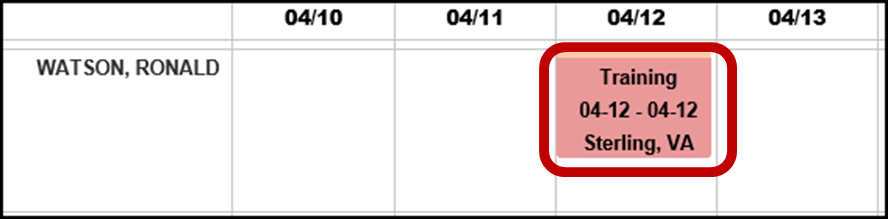 04/10 04/11 04/12 04/13
WATSON, RONALD
Training
04-12 - 04-12
Sterling, VA